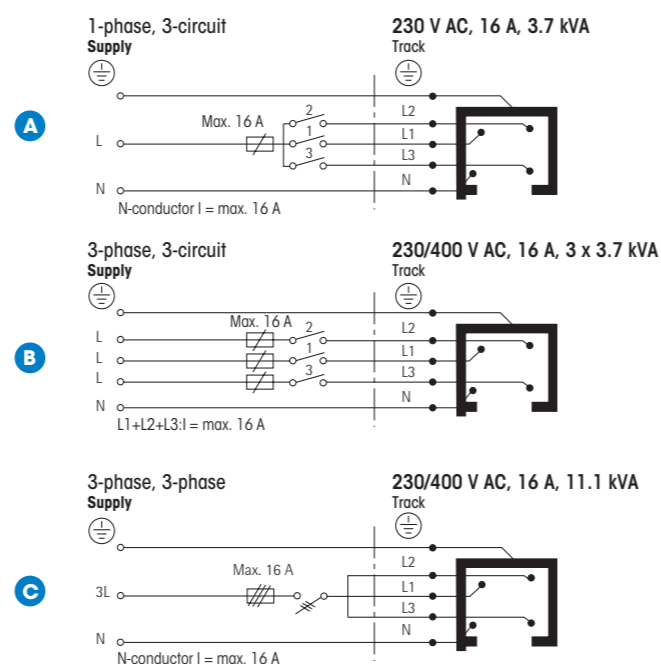 1-phase, 3-circuit
Supply
230 V AC, 16 A, 3.7 kVA
Track
A
Max. 16 A
2
L2
L
1
L1
3
L3
N
N
N-conductor I = max. 16 A
3-phase, 3-circuit
Supply
230/400 V AC, 16 A, 3 x 3.7 kVA
Track
B
Max. 16 A
2
L2
L
1
L1
L
3
L3
L
N
N
L1+L2+L3:I = max. 16 A
3-phase, 3-phase
Supply
230/400 V AC, 16 A, 11.1 kVA
Track
C
Max. 16 A
L2
3L
L1
L3
N
N
N-conductor I = max. 16 A